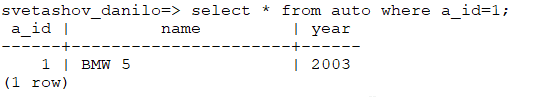 svetashov_danilo=> select * from auto where a_id=1;
 a_id |         name         | year
------+----------------------+------
    1 | BMW 5                | 2003
(1 row)